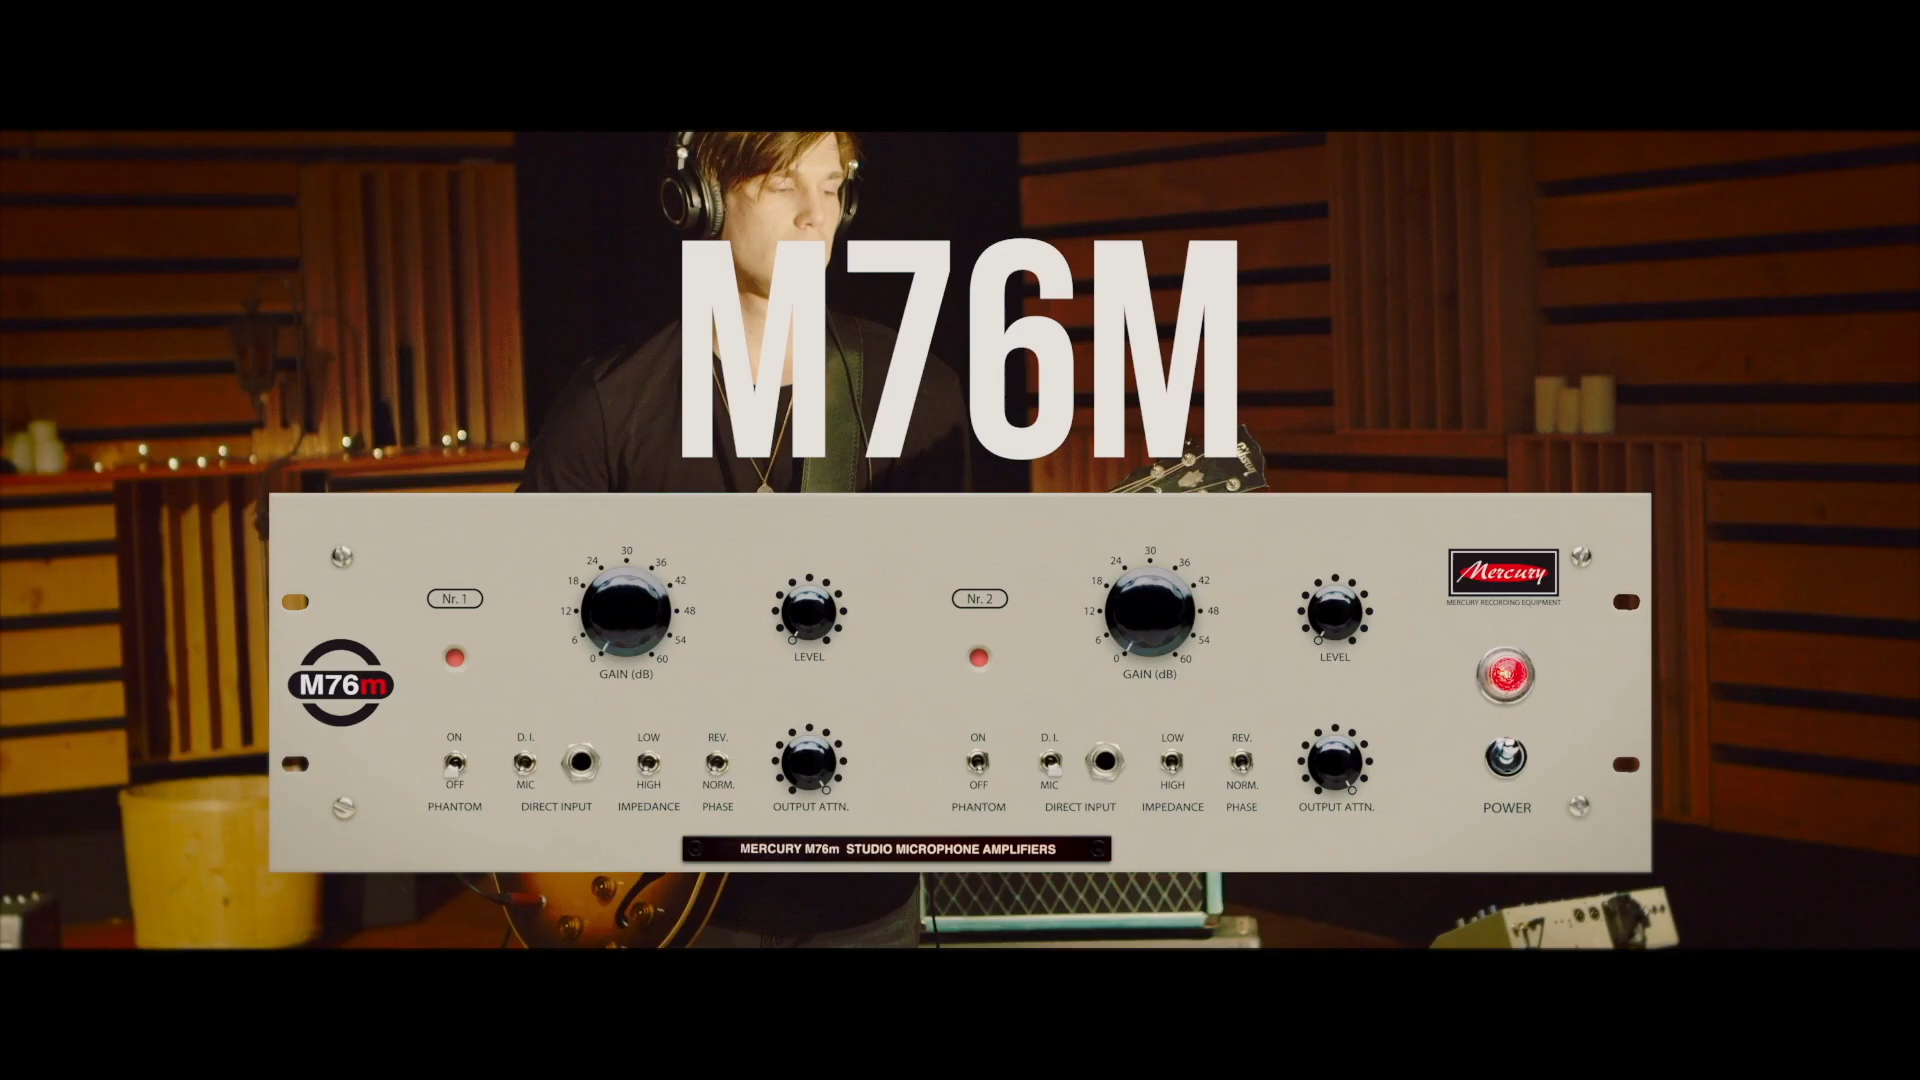 M76M
Nr. 1
0 6 12 18 24 30 36 42 48 54 60
GAIN (dB)
LEVEL
Nr. 2
0 6 12 18 24 30 36 42 48 54 60
GAIN (dB)
LEVEL
Mercury
MERCURY RECORDING EQUIPMENT
M76m
ON
OFF
PHANTOM
D. I.
MIC
DIRECT INPUT
LOW
HIGH
IMPEDANCE
REV.
NORM.
PHASE
OUTPUT ATTN.
ON
OFF
PHANTOM
D. I.
MIC
DIRECT INPUT
LOW
HIGH
IMPEDANCE
REV.
NORM.
PHASE
OUTPUT ATTN.
POWER
MERCURY M76m STUDIO MICROPHONE AMPLIFIERS
Gibson